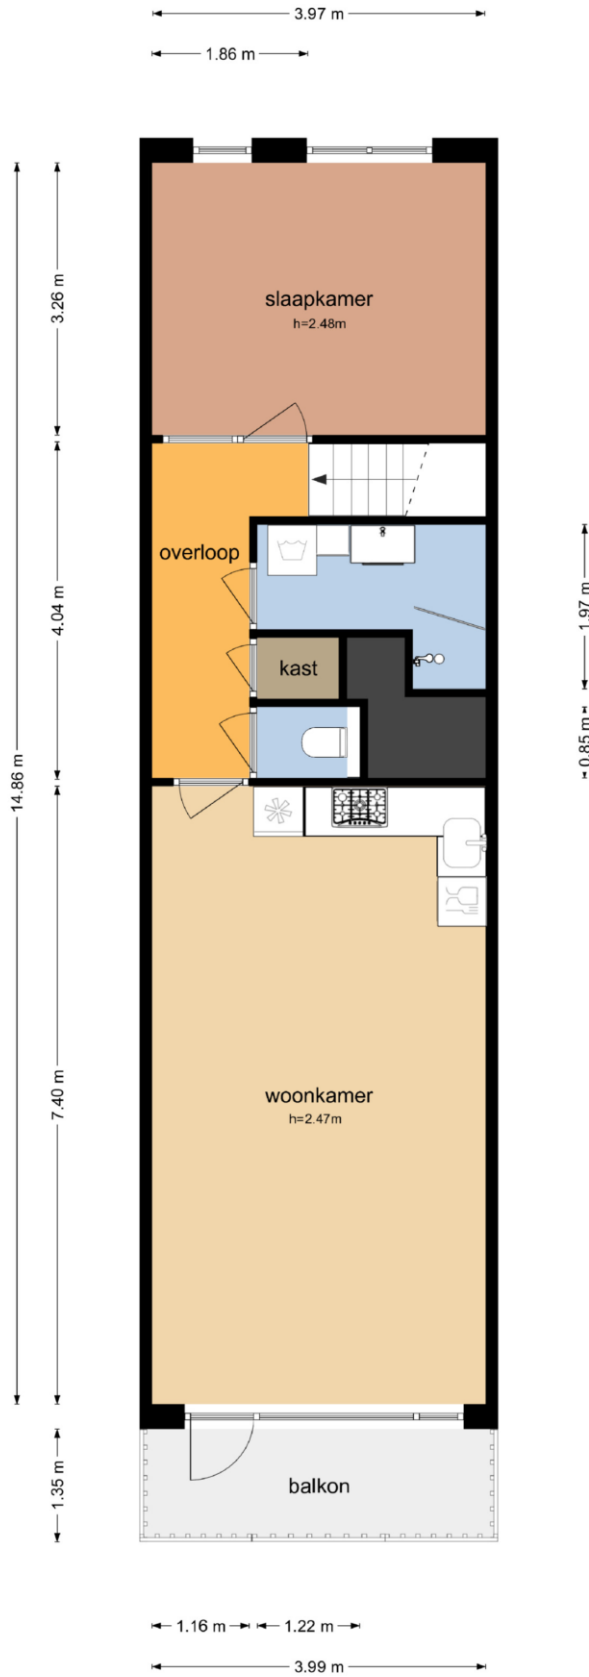 3.97 m
1.86 m
3.26 m
slaapkamer
h=2.48m
overloop
4.04 m
1.97 m
kast
0.85 m
14.86 m
7.40 m
woonkamer
h=2.47m
1.35 m
balkon
1.16 m
1.22 m
3.99 m